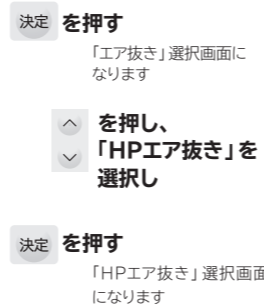 決定 を押す
「エア抜き」選択画面に
なります
を押し、
「HPエア抜き」を
選択し
決定 を押す
「HPエア抜き」選択画面
になります